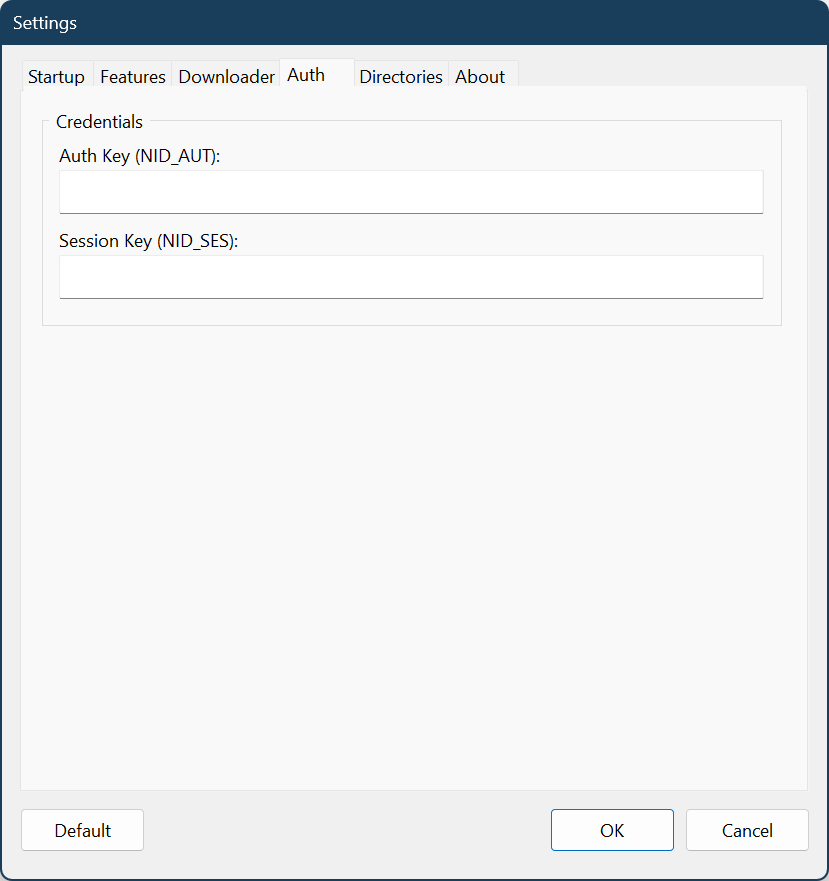 Settings
Startup Features Downloader Auth Directories About
Credentials
Auth Key (NID_AUT):
Session Key (NID_SES):
Default OK Cancel